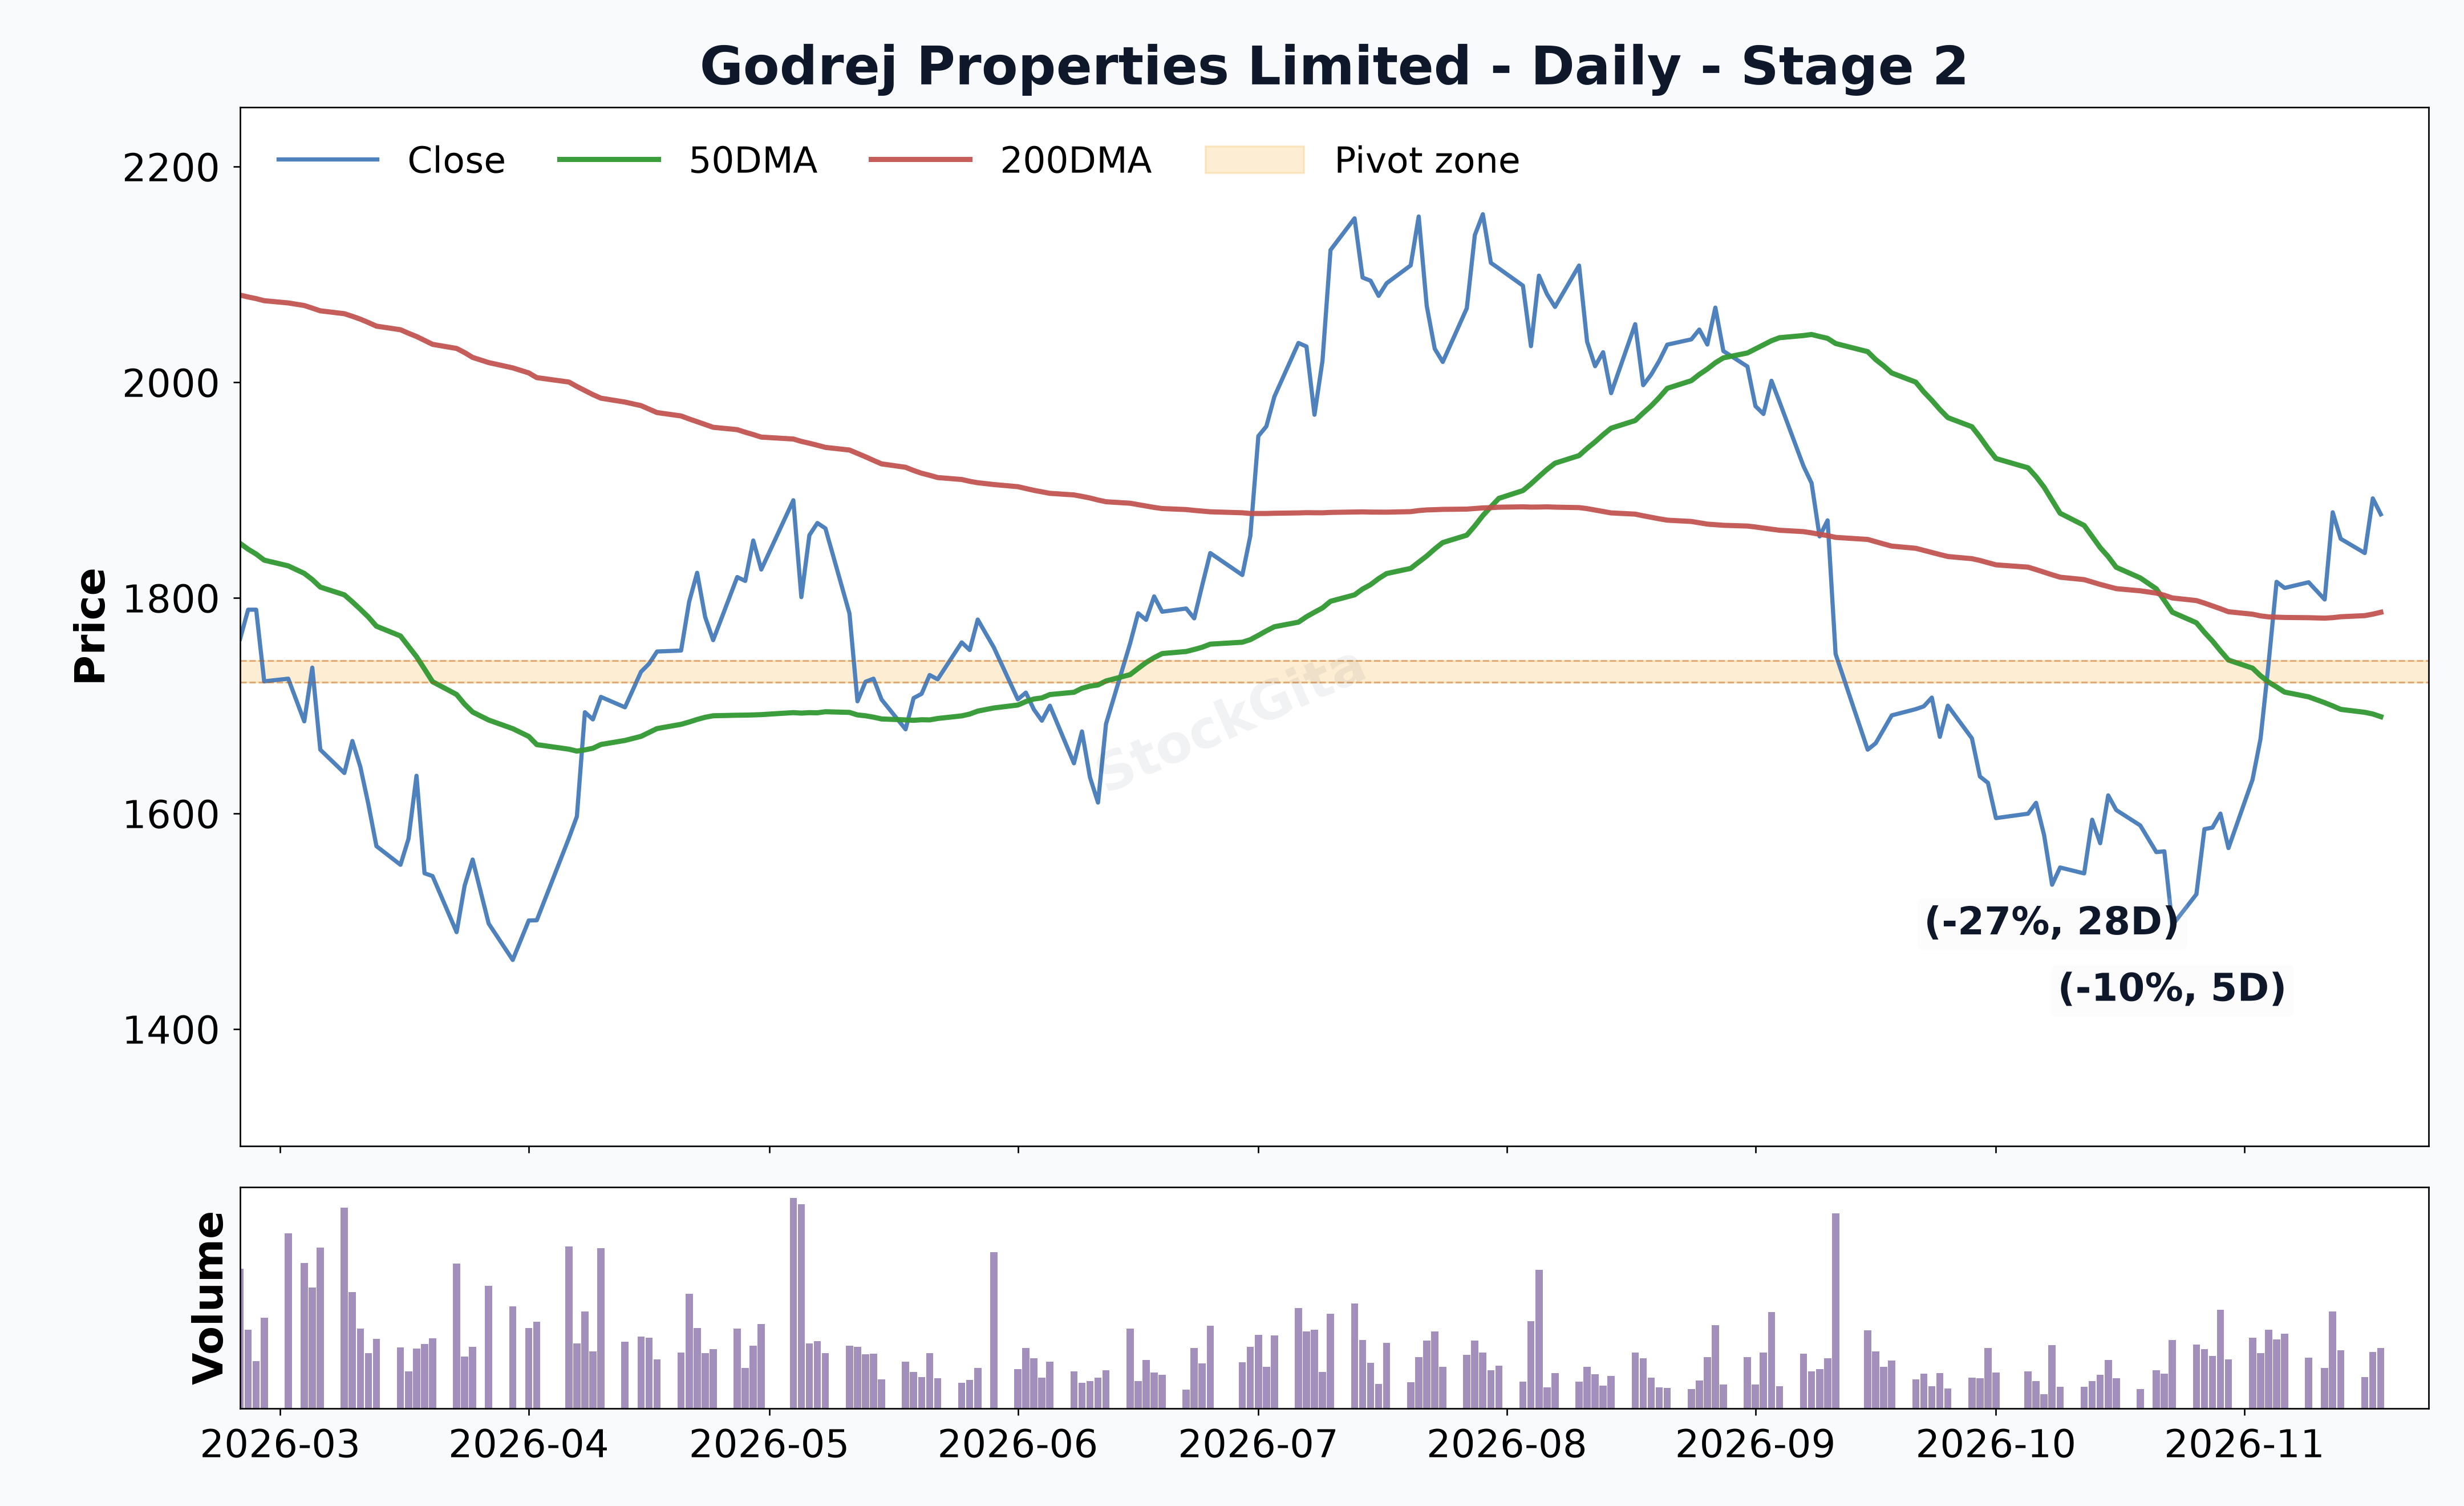 Godrej Properties Limited - Daily - Stage 2
Close 50DMA 200DMA Pivot zone
2200
2000
1800
1600
1400
Price
StockGita
(-27%, 28D)
(-10%, 5D)
Volume
2026-03 2026-04 2026-05 2026-06 2026-07 2026-08 2026-09 2026-10 2026-11